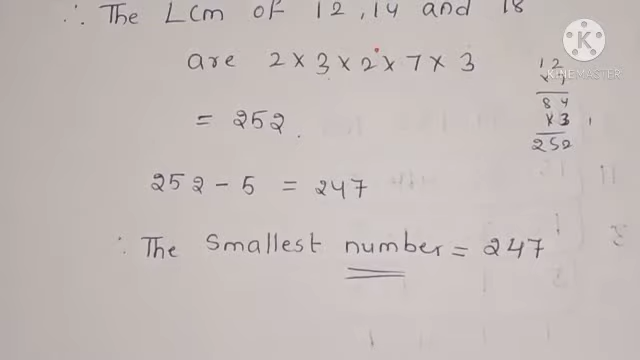 ∴ The LCm of 12, 14 and 18
are 2 × 3 × 2 × 7 × 3
= 252.
252 - 5 = 247
∴ The Smallest number = 247
12
× 7
84
×3
252
KINEMASTER